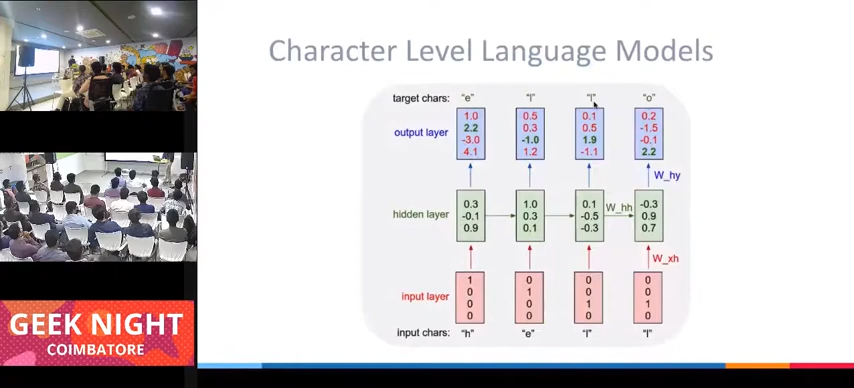 Character Level Language Models
target chars: "e" "l" "l" "o"
output layer
1.0 0.5 0.1 0.2
2.2 0.3 0.5 -1.5
-3.0 -1.0 1.9 -0.1
4.1 1.2 -1.1 2.2
W_hy
hidden layer
0.3 1.0 0.1 -0.3
-0.1 0.3 -0.5 0.9
0.9 0.1 -0.3 0.7
W_hh
W_xh
input layer
1 0 0 0
0 1 0 0
0 0 1 1
0 0 0 0
input chars: "h" "e" "l" "l"
GEEK NIGHT
COIMBATORE